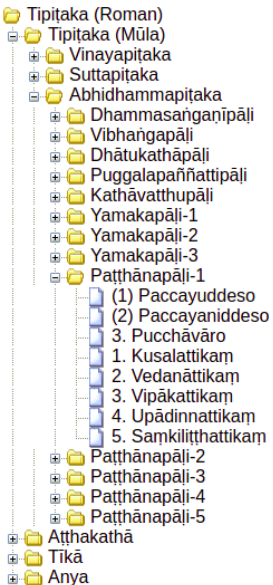 Tipiṭaka (Roman)
Tipiṭaka (Mūla)
Vinayapiṭaka
Suttapiṭaka
Abhidhammapiṭaka
Dhammasaṅgaṇīpāḷi
Vibhaṅgapāḷi
Dhātukathāpāḷi
Puggalapaññattipāḷi
Kathāvatthupāḷi
Yamakapāḷi-1
Yamakapāḷi-2
Yamakapāḷi-3
Paṭṭhānapāḷi-1
(1) Paccayuddeso
(2) Paccayaniddeso
3. Pucchāvāro
1. Kusalattikaṃ
2. Vedanāttikaṃ
3. Vipākattikaṃ
4. Upādinnattikaṃ
5. Saṃkiliṭṭhattikaṃ
Paṭṭhānapāḷi-2
Paṭṭhānapāḷi-3
Paṭṭhānapāḷi-4
Paṭṭhānapāḷi-5
Aṭṭhakathā
Tīkā
Anya